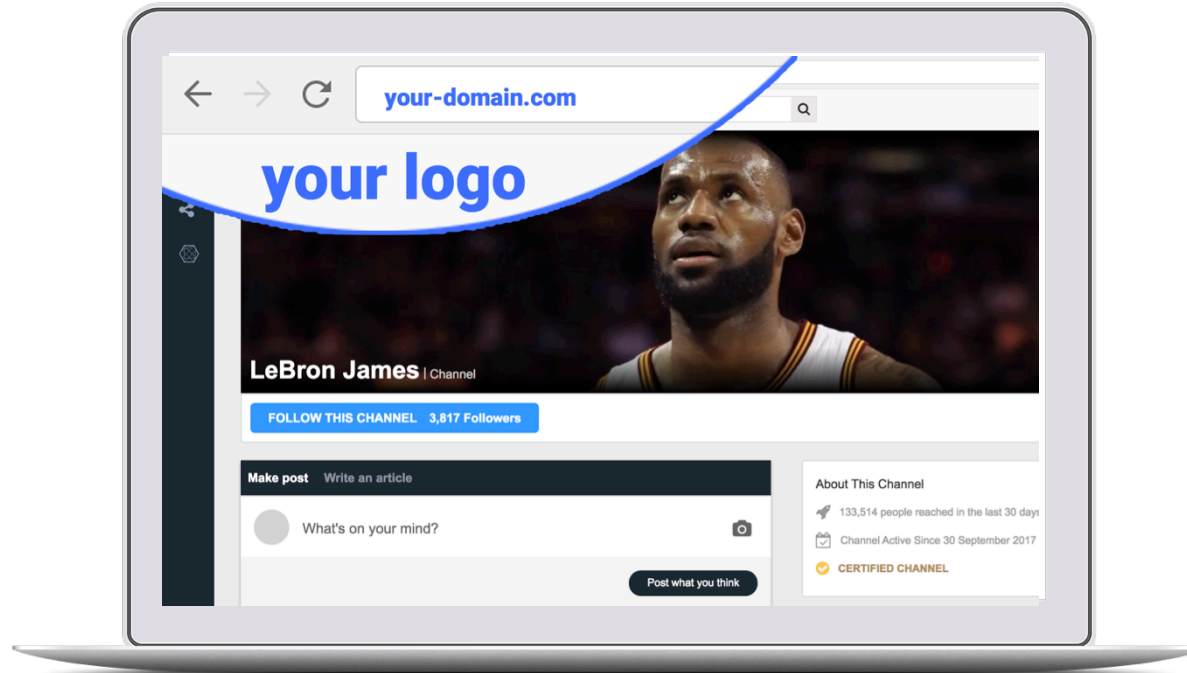 your-domain.com
your logo
LeBron James | Channel
FOLLOW THIS CHANNEL 3,817 Followers
Make post Write an article
What's on your mind?
Post what you think
About This Channel
133,514 people reached in the last 30 days
Channel Active Since 30 September 2017
CERTIFIED CHANNEL